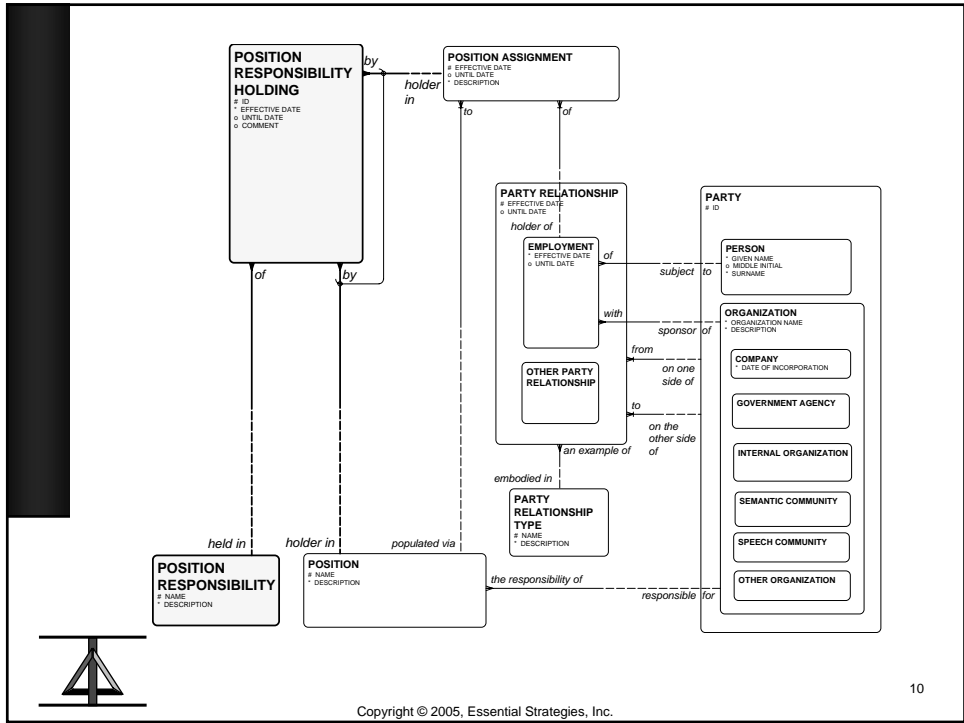 POSITION
RESPONSIBILITY
HOLDING
# ID
* EFFECTIVE DATE
o UNTIL DATE
o COMMENT
by
holder
in
POSITION ASSIGNMENT
# EFFECTIVE DATE
o UNTIL DATE
* DESCRIPTION
to
of
PARTY RELATIONSHIP
# EFFECTIVE DATE
o UNTIL DATE
holder of
EMPLOYMENT
* EFFECTIVE DATE
o UNTIL DATE
of
subject to
with
sponsor of
from
on one
side of
OTHER PARTY
RELATIONSHIP
to
on the
other side
of
an example of
embodied in
PARTY
RELATIONSHIP
TYPE
# NAME
* DESCRIPTION
PARTY
# ID
PERSON
* GIVEN NAME
o MIDDLE INITIAL
* SURNAME
ORGANIZATION
* ORGANIZATION NAME
* DESCRIPTION
COMPANY
* DATE OF INCORPORATION
GOVERNMENT AGENCY
INTERNAL ORGANIZATION
SEMANTIC COMMUNITY
SPEECH COMMUNITY
OTHER ORGANIZATION
of
by
held in
holder in
populated via
POSITION
RESPONSIBILITY
# NAME
* DESCRIPTION
POSITION
# NAME
* DESCRIPTION
the responsibility of
responsible for
10
Copyright © 2005, Essential Strategies, Inc.